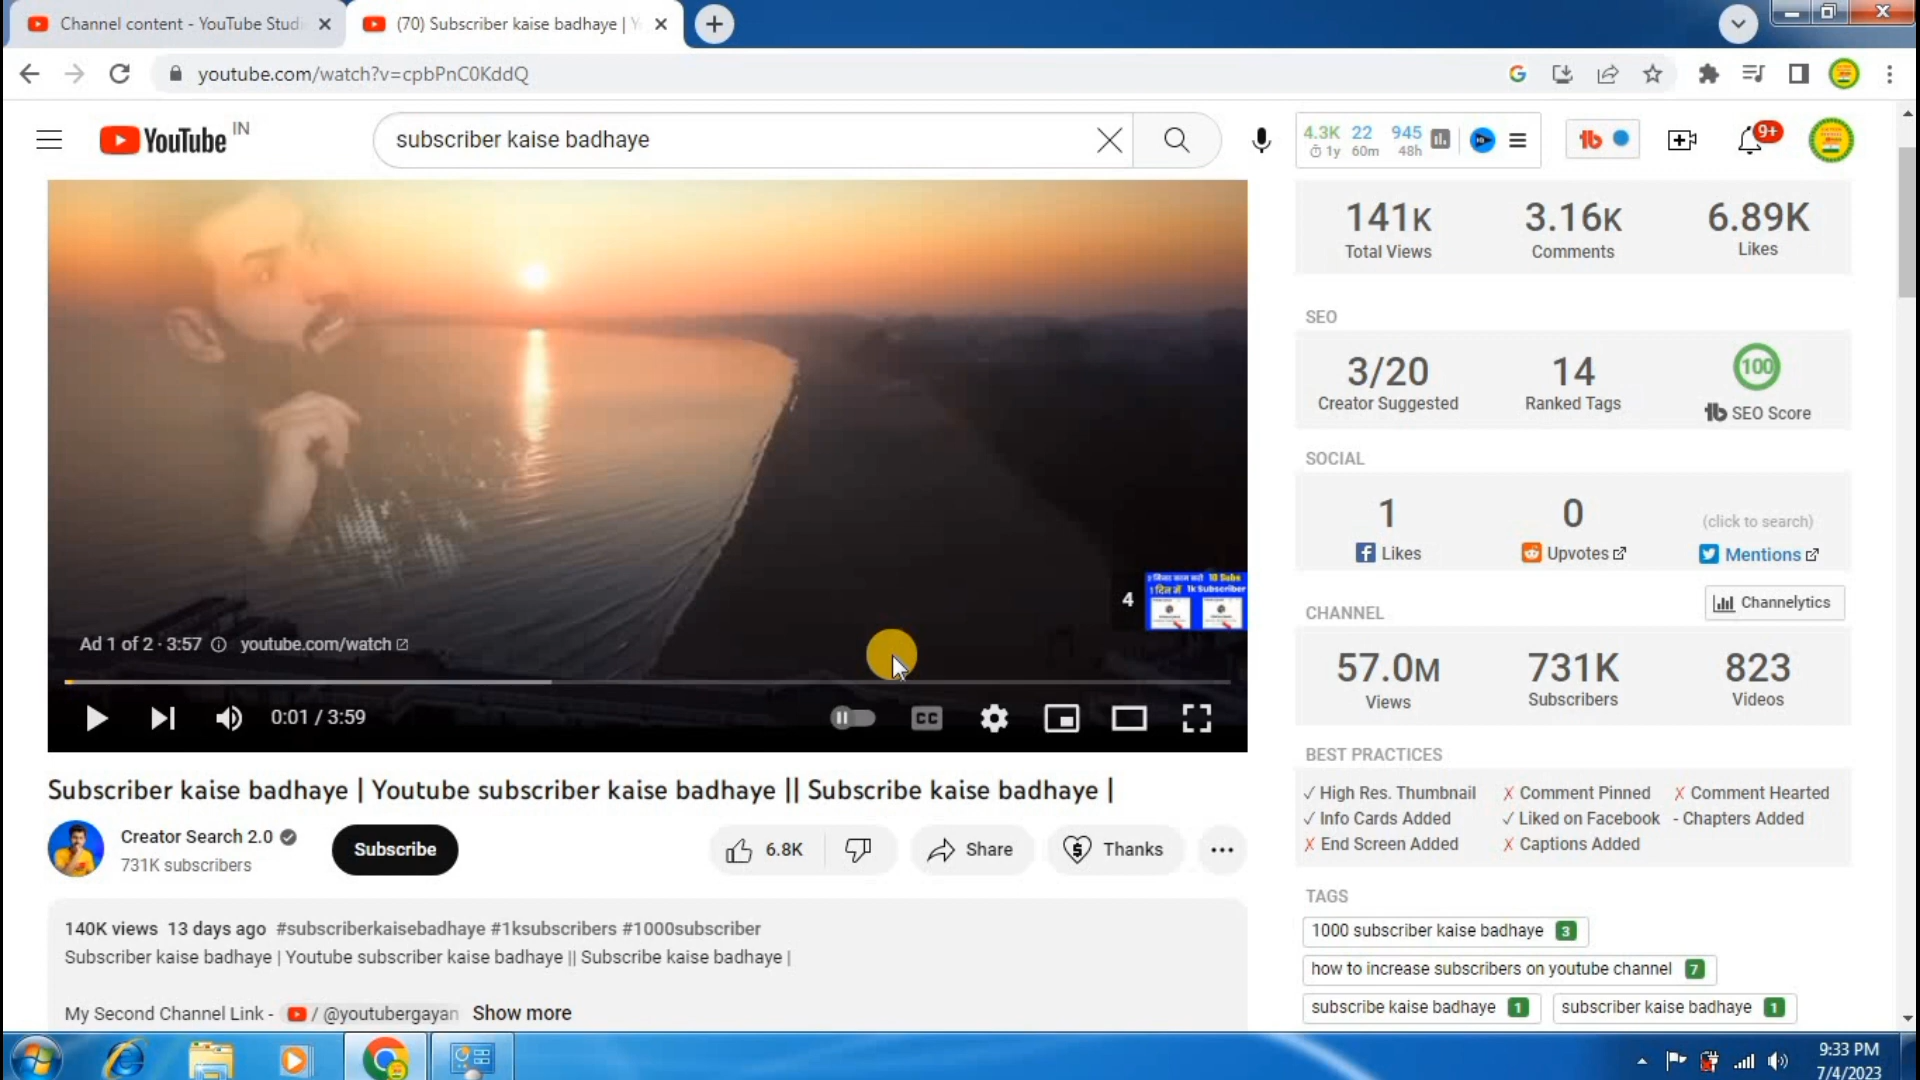 Channel content - YouTube Studi
(70) Subscriber kaise badhaye | Y
youtube.com/watch?v=cpbPnC0KddQ
YouTube IN
subscriber kaise badhaye
4.3K 22 945
1y 60m 48h
9+
141K 3.16K 6.89K
Total Views Comments Likes
SEO
3/20 14 100
Creator Suggested Ranked Tags SEO Score
SOCIAL
1 0 (click to search)
Likes Upvotes Mentions
CHANNEL Channelytics
57.0M 731K 823
Views Subscribers Videos
BEST PRACTICES
✓ High Res. Thumbnail ✗ Comment Pinned ✗ Comment Hearted
✓ Info Cards Added ✓ Liked on Facebook - Chapters Added
✗ End Screen Added ✗ Captions Added
TAGS
1000 subscriber kaise badhaye 3
how to increase subscribers on youtube channel 7
subscribe kaise badhaye 1 subscriber kaise badhaye 1
4
10 Subs
1 दिन में 1k Subscriber
Ad 1 of 2 · 3:57 youtube.com/watch
0:01 / 3:59
CC
Subscriber kaise badhaye | Youtube subscriber kaise badhaye || Subscribe kaise badhaye |
Creator Search 2.0
731K subscribers
Subscribe
6.8K Share Thanks
140K views 13 days ago #subscriberkaisebadhaye #1ksubscribers #1000subscriber
Subscriber kaise badhaye | Youtube subscriber kaise badhaye || Subscribe kaise badhaye |
My Second Channel Link - / @youtubergayan Show more
9:33 PM
7/4/2023